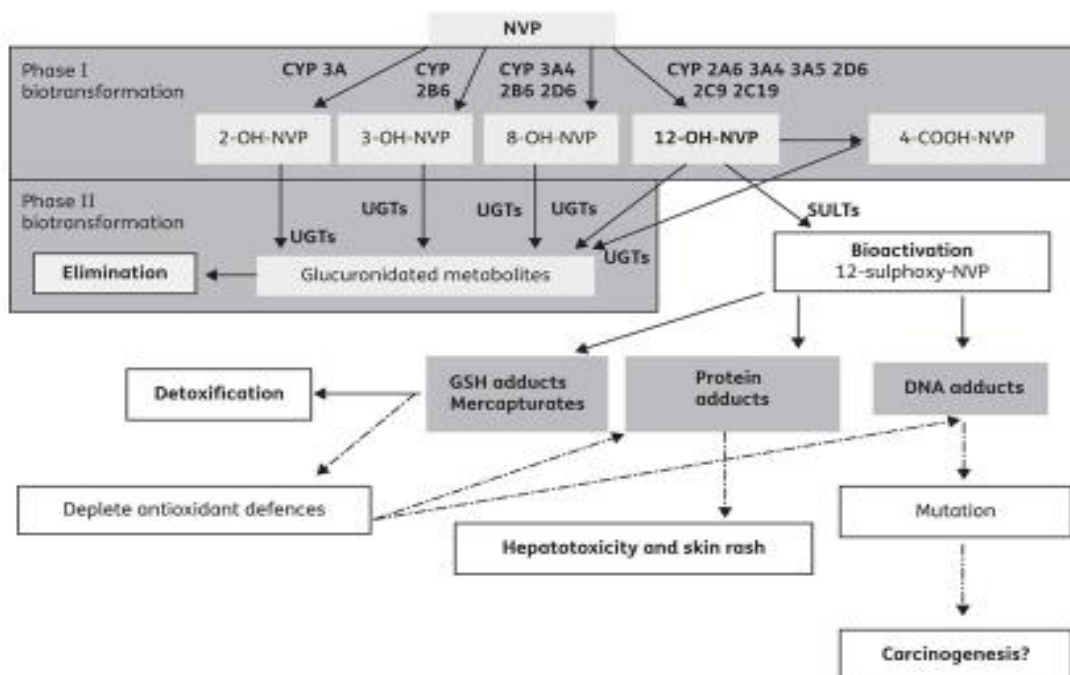 NVP
Phase I
biotransformation
CYP 3A
CYP
2B6
CYP 3A4
2B6 2D6
CYP 2A6 3A4 3A5 2D6
2C9 2C19
2-OH-NVP
3-OH-NVP
8-OH-NVP
12-OH-NVP
4-COOH-NVP
Phase II
biotransformation
UGTs
UGTs
UGTs
UGTs
UGTs
SULTs
Elimination
Glucuronidated metabolites
Bioactivation
12-sulphoxy-NVP
Detoxification
GSH adducts
Mercapturates
Protein
adducts
DNA adducts
Deplete antioxidant defences
Mutation
Hepatotoxicity and skin rash
Carcinogenesis?